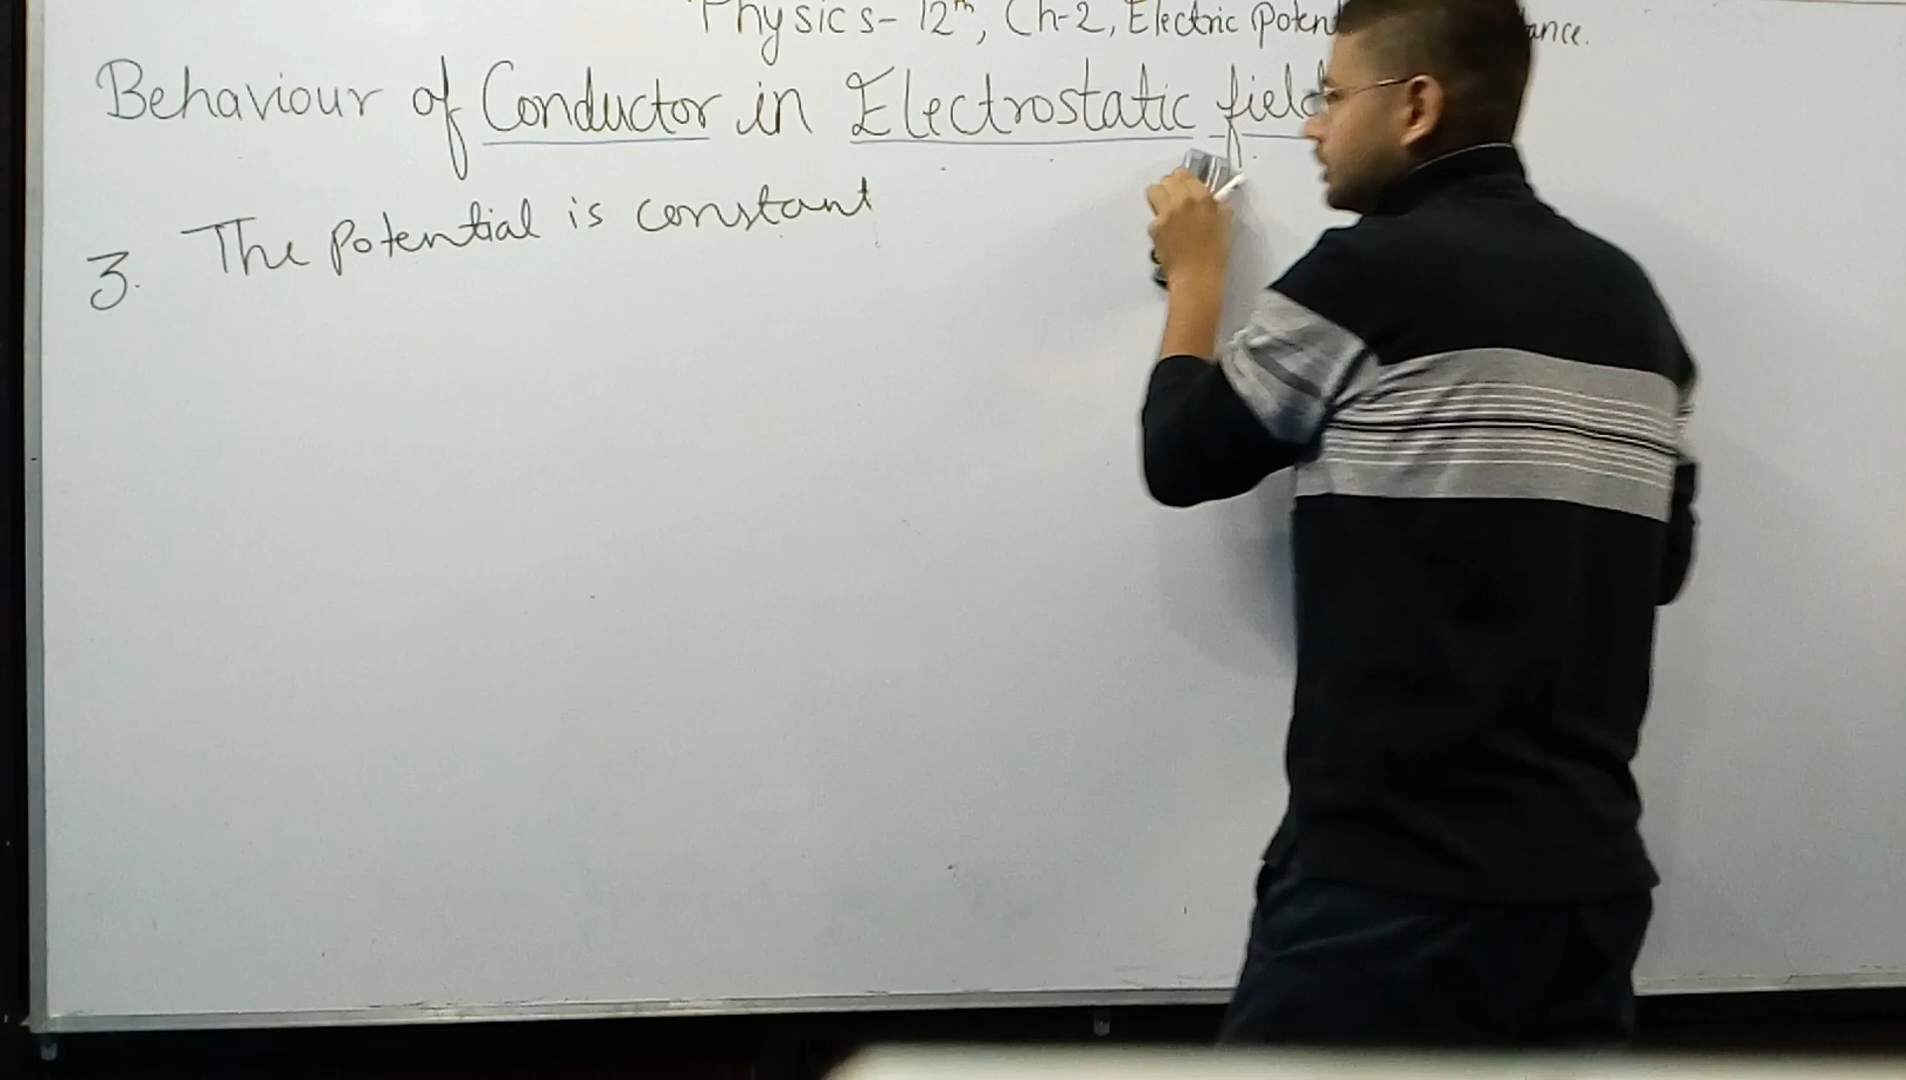 Physics- 12th, Ch-2, Electric Poten ance.
Behaviour of Conductor in Electrostatic field
3. The Potential is constant